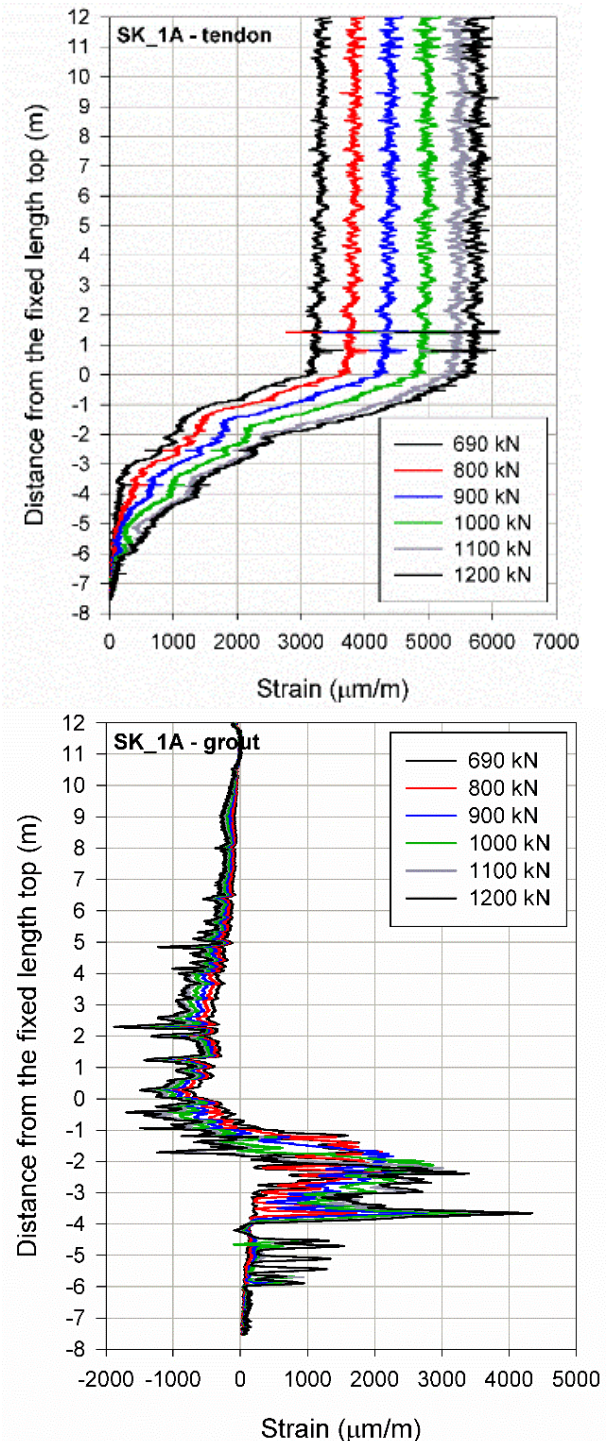 SK_1A - tendon
Distance from the fixed length top (m)
12
11
10
9
8
7
6
5
4
3
2
1
0
-1
-2
-3
-4
-5
-6
-7
-8
690 kN
800 kN
900 kN
1000 kN
1100 kN
1200 kN
0 1000 2000 3000 4000 5000 6000 7000
Strain (μm/m)
SK_1A - grout
Distance from the fixed length top (m)
12
11
10
9
8
7
6
5
4
3
2
1
0
-1
-2
-3
-4
-5
-6
-7
-8
690 kN
800 kN
900 kN
1000 kN
1100 kN
1200 kN
-2000 -1000 0 1000 2000 3000 4000 5000
Strain (μm/m)